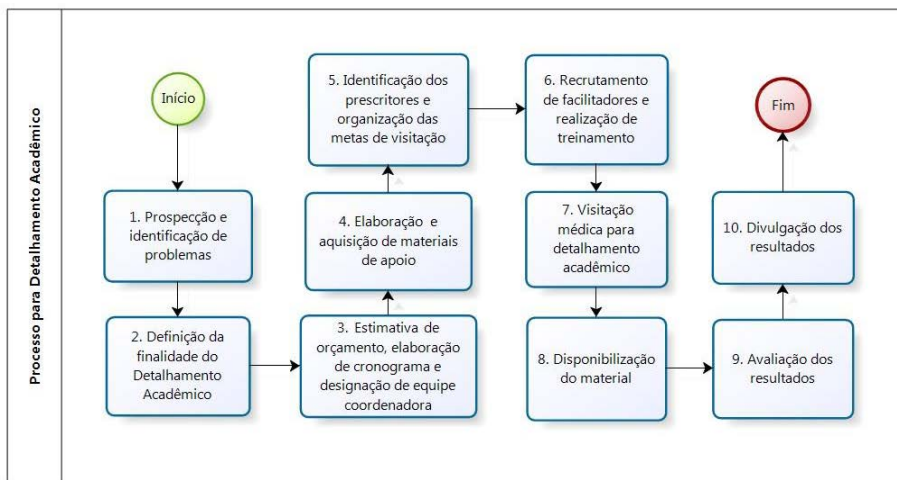 Processo para Detalhamento Acadêmico
Início
1. Prospecção e
identificação de
problemas
2. Definição da
finalidade do
Detalhamento
Acadêmico
3. Estimativa de
orçamento, elaboração
de cronograma e
designação de equipe
coordenadora
4. Elaboração e
aquisição de materiais
de apoio
5. Identificação dos
prescritores e
organização das
metas de visitação
6. Recrutamento
de facilitadores e
realização de
treinamento
7. Visitação
médica para
detalhamento
acadêmico
8. Disponibilização
do material
9. Avaliação dos
resultados
10. Divulgação dos
resultados
Fim